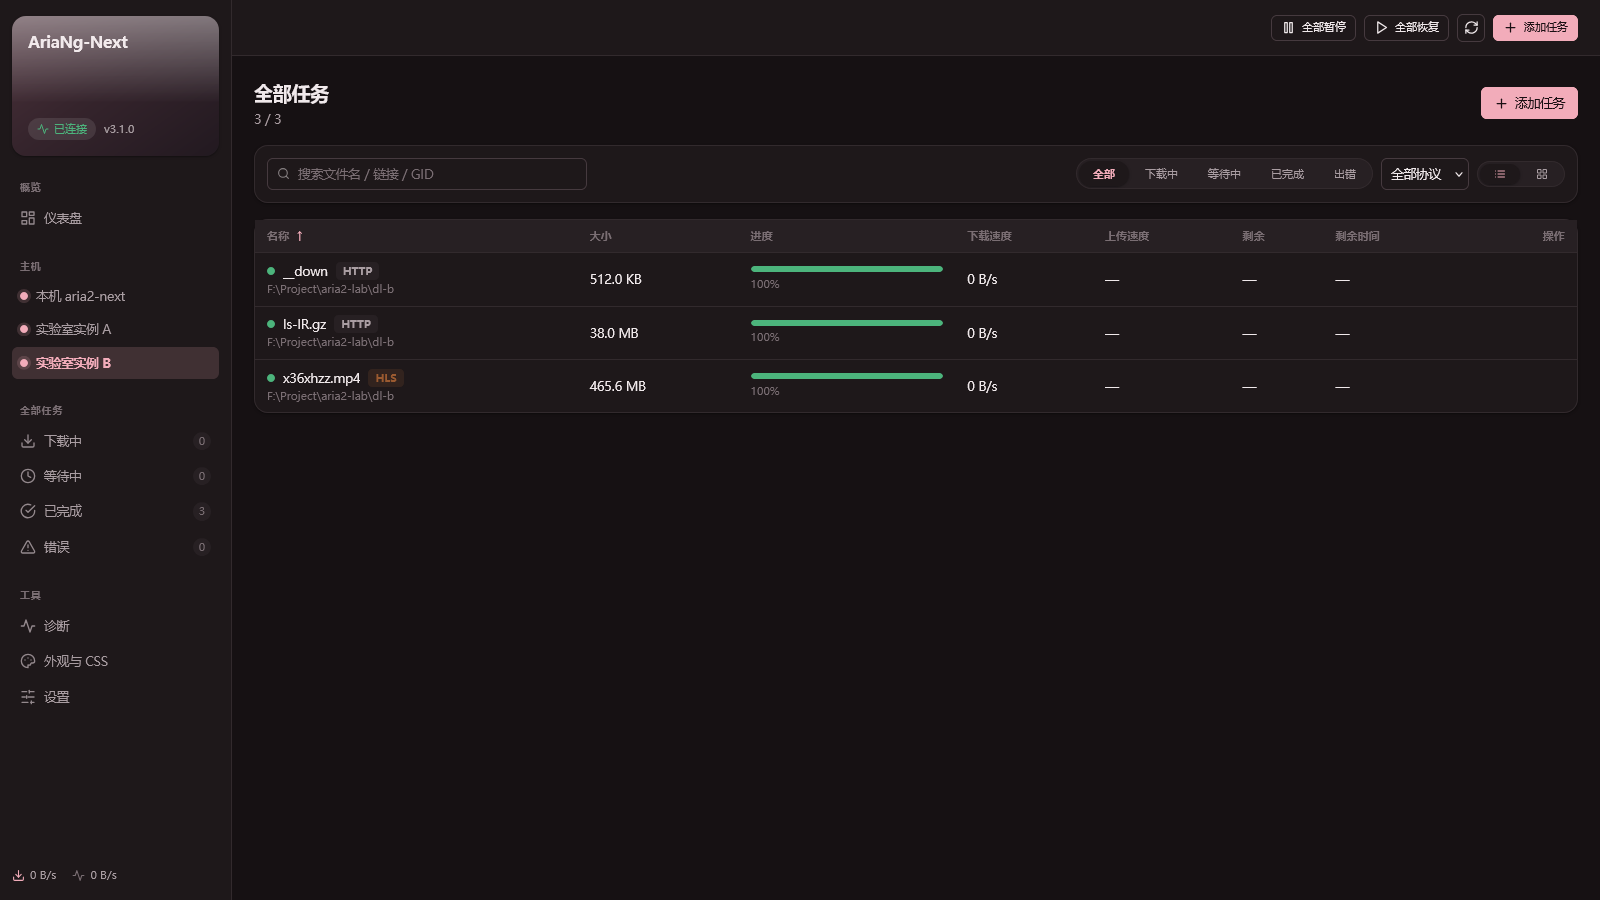 AriaNg-Next
已连接 v3.1.0
概览
仪表盘
主机
本机 aria2-next
实验室实例 A
实验室实例 B
全部任务
下载中 0
等待中 0
已完成 3
错误 0
工具
诊断
外观与 CSS
设置
0 B/s 0 B/s
全部暂停 全部恢复 添加任务
全部任务
3 / 3
添加任务
搜索文件名 / 链接 / GID
全部 下载中 等待中 已完成 出错 全部协议
名称 ↑ 大小 进度 下载速度 上传速度 剩余 剩余时间 操作
__down HTTP 512.0 KB 0 B/s — — —
F:\Project\aria2-lab\dl-b 100%
ls-lR.gz HTTP 38.0 MB 0 B/s — — —
F:\Project\aria2-lab\dl-b 100%
x36xhzz.mp4 HLS 465.6 MB 0 B/s — — —
F:\Project\aria2-lab\dl-b 100%